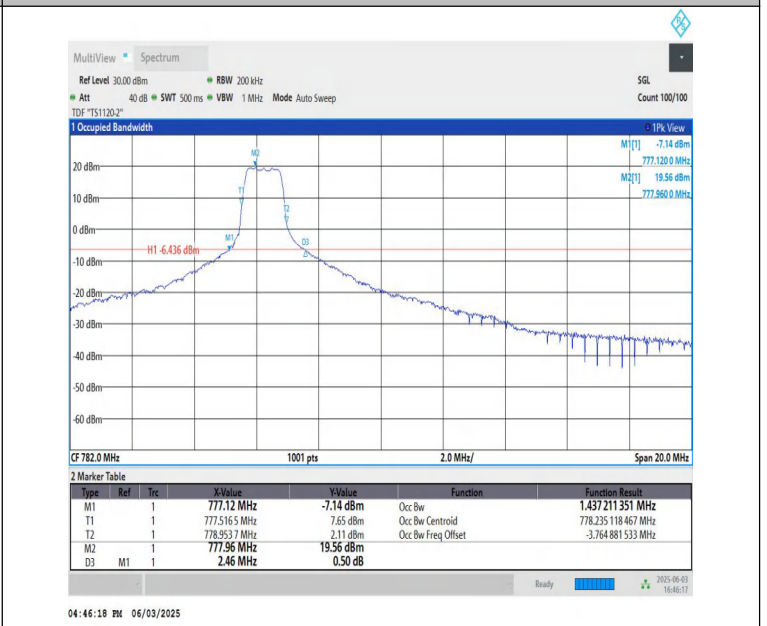 R&S
MultiView Spectrum
Ref Level 30.00 dBm RBW 200 kHz SGL
Att 40 dB SWT 500 ms VBW 1 MHz Mode Auto Sweep Count 100/100
TDF "TS1120-2"
1 Occupied Bandwidth 1Pk View
M1[1] -7.14 dBm
777.120 0 MHz
M2[1] 19.56 dBm
777.960 0 MHz
M2
20 dBm
T1
10 dBm
T2
0 dBm
M1
D3
H1 -6.436 dBm
-10 dBm
-20 dBm
-30 dBm
-40 dBm
-50 dBm
-60 dBm
CF 782.0 MHz 1001 pts 2.0 MHz/ Span 20.0 MHz
2 Marker Table
Type Ref Trc X-Value Y-Value Function Function Result
M1 1 777.12 MHz -7.14 dBm Occ Bw 1.437 211 351 MHz
T1 1 777.516 5 MHz 7.65 dBm Occ Bw Centroid 778.235 118 467 MHz
T2 1 778.953 7 MHz 2.11 dBm Occ Bw Freq Offset -3.764 881 533 MHz
M2 1 777.96 MHz 19.56 dBm
D3 M1 1 2.46 MHz 0.50 dB
Ready 2025-06-03
16:46:17
04:46:18 PM 06/03/2025